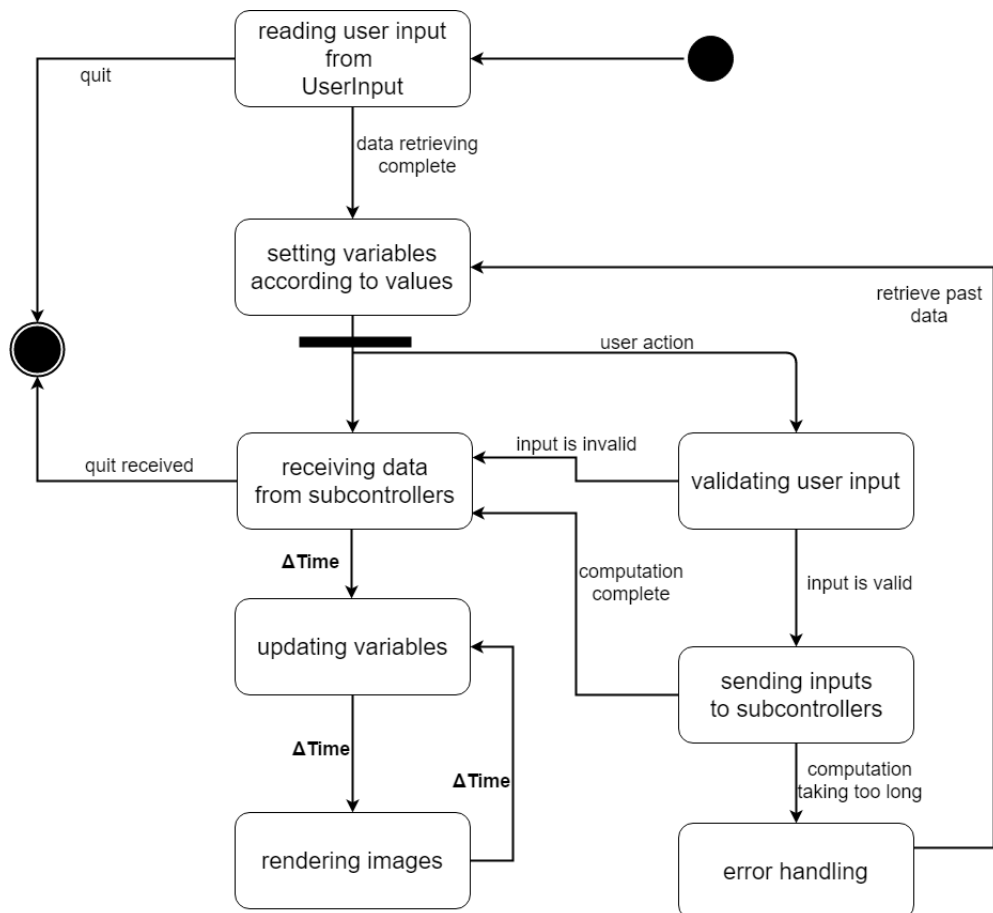 reading user input
from
UserInput
quit
data retrieving
complete
setting variables
according to values
retrieve past
data
user action
input is invalid
quit received
receiving data
from subcontrollers
validating user input
ΔTime
computation
complete
input is valid
updating variables
sending inputs
to subcontrollers
ΔTime
ΔTime
computation
taking too long
rendering images
error handling